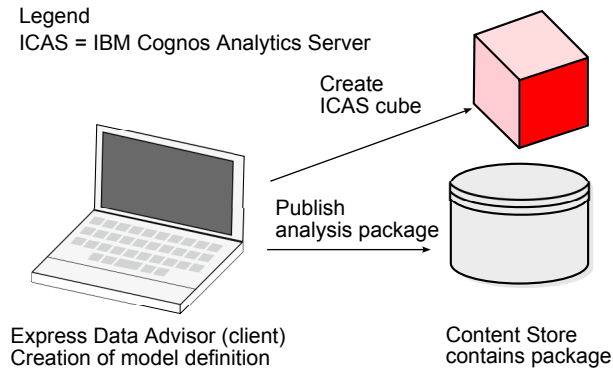 Legend
ICAS = IBM Cognos Analytics Server
Create
ICAS cube
Publish
analysis package
Express Data Advisor (client)
Creation of model definition
Content Store
contains package